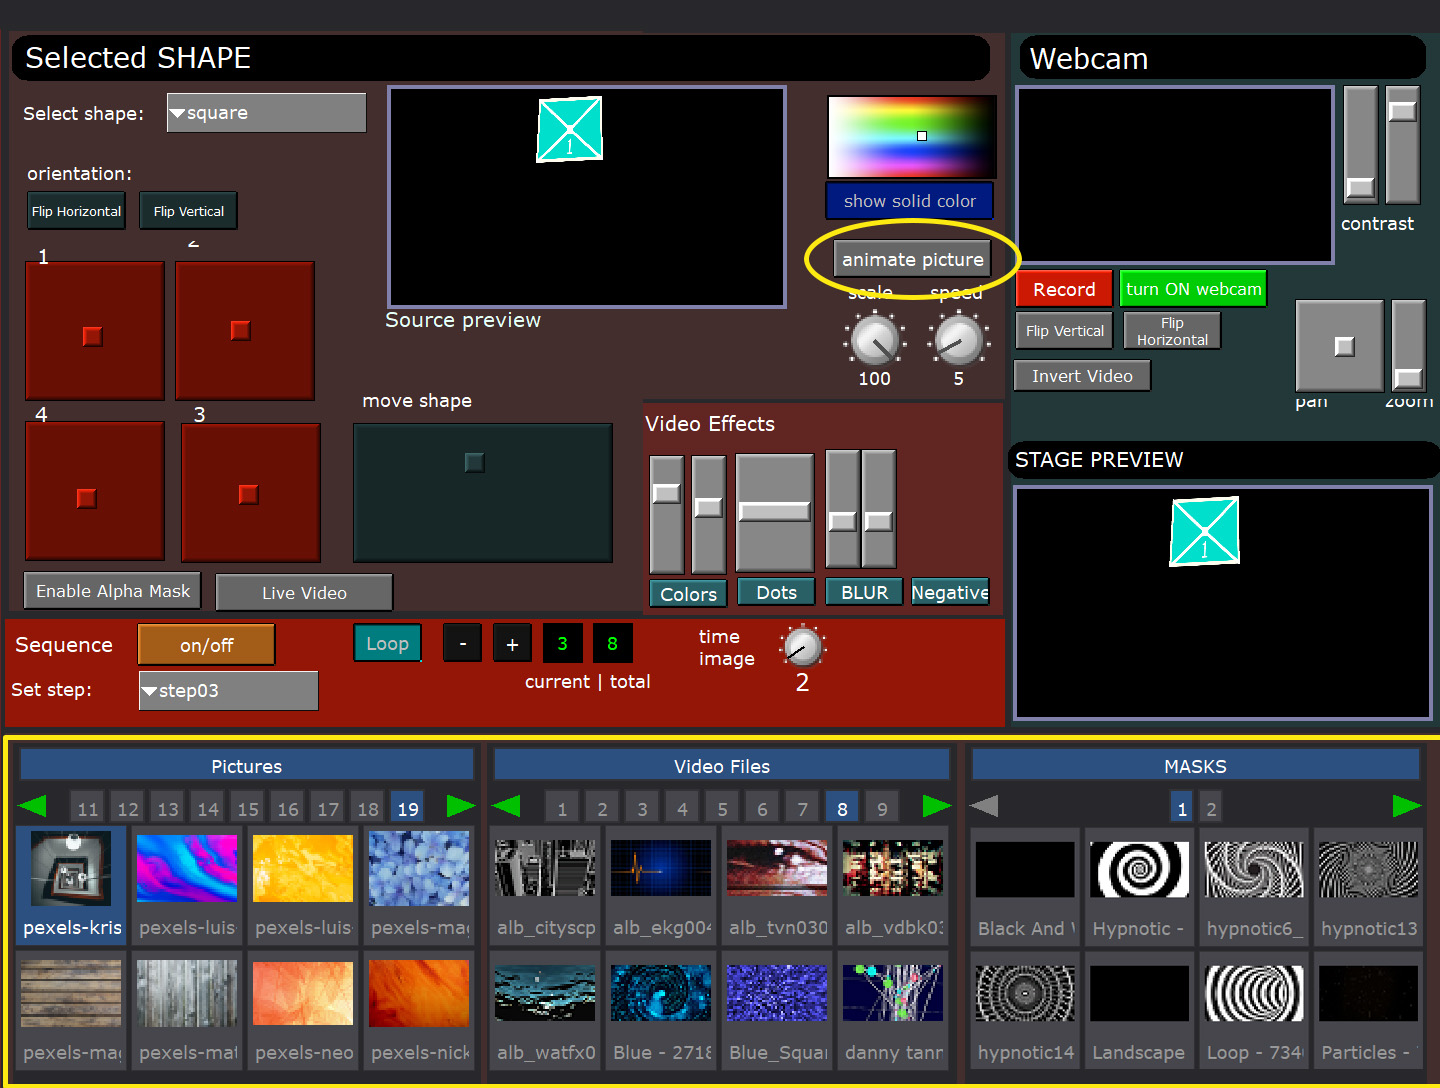 Selected SHAPE
Select shape:
square
orientation:
Flip Horizontal
Flip Vertical
1
2
4
3
1
Source preview
move shape
Enable Alpha Mask
Live Video
show solid color
animate picture
scale
speed
100
5
Video Effects
Colors
Dots
BLUR
Negative
Webcam
contrast
Record
turn ON webcam
Flip Vertical
Flip
Horizontal
Invert Video
pan
zoom
STAGE PREVIEW
1
Sequence
on/off
Loop
-
+
3
8
current | total
time
image
2
Set step:
step03
Pictures
11 12 13 14 15 16 17 18 19
pexels-kris
pexels-luis
pexels-luis
pexels-mag
pexels-mag
pexels-mat
pexels-neo
pexels-nick
Video Files
1 2 3 4 5 6 7 8 9
alb_cityscp
alb_ekg004
alb_tvn030
alb_vdbk03
alb_watfx0
Blue - 2718
Blue_Squar
danny tann
MASKS
1 2
Black And
Hypnotic -
hypnotic6_
hypnotic13
hypnotic14
Landscape
Loop - 734
Particles -